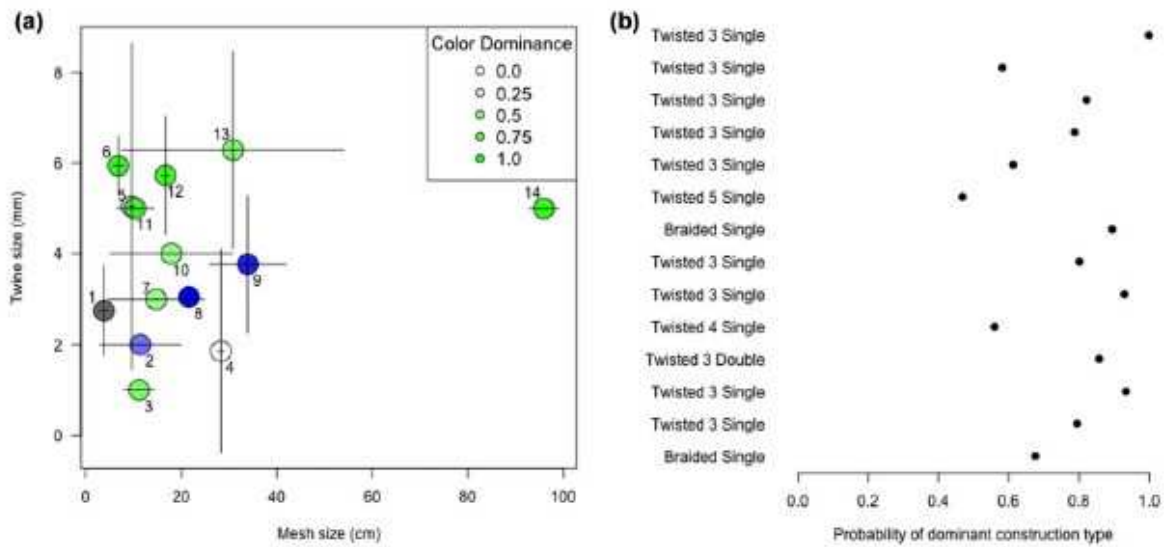 (a)
Color Dominance
0.0
0.25
0.5
0.75
1.0
Twine size (mm)
8
6
4
2
0
13
6
12
14
5
11
10
9
1
7
8
2
4
3
0 20 40 60 80 100
Mesh size (cm)
(b)
Twisted 3 Single
Twisted 3 Single
Twisted 3 Single
Twisted 3 Single
Twisted 3 Single
Twisted 5 Single
Braided Single
Twisted 3 Single
Twisted 3 Single
Twisted 4 Single
Twisted 3 Double
Twisted 3 Single
Twisted 3 Single
Braided Single
0.0 0.2 0.4 0.6 0.8 1.0
Probability of dominant construction type